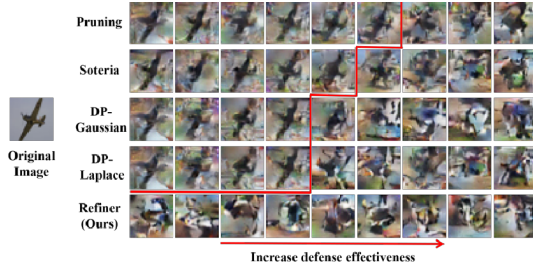 Pruning
Soteria
DP-
Gaussian
Original
Image
DP-
Laplace
Refiner
(Ours)
Increase defense effectiveness